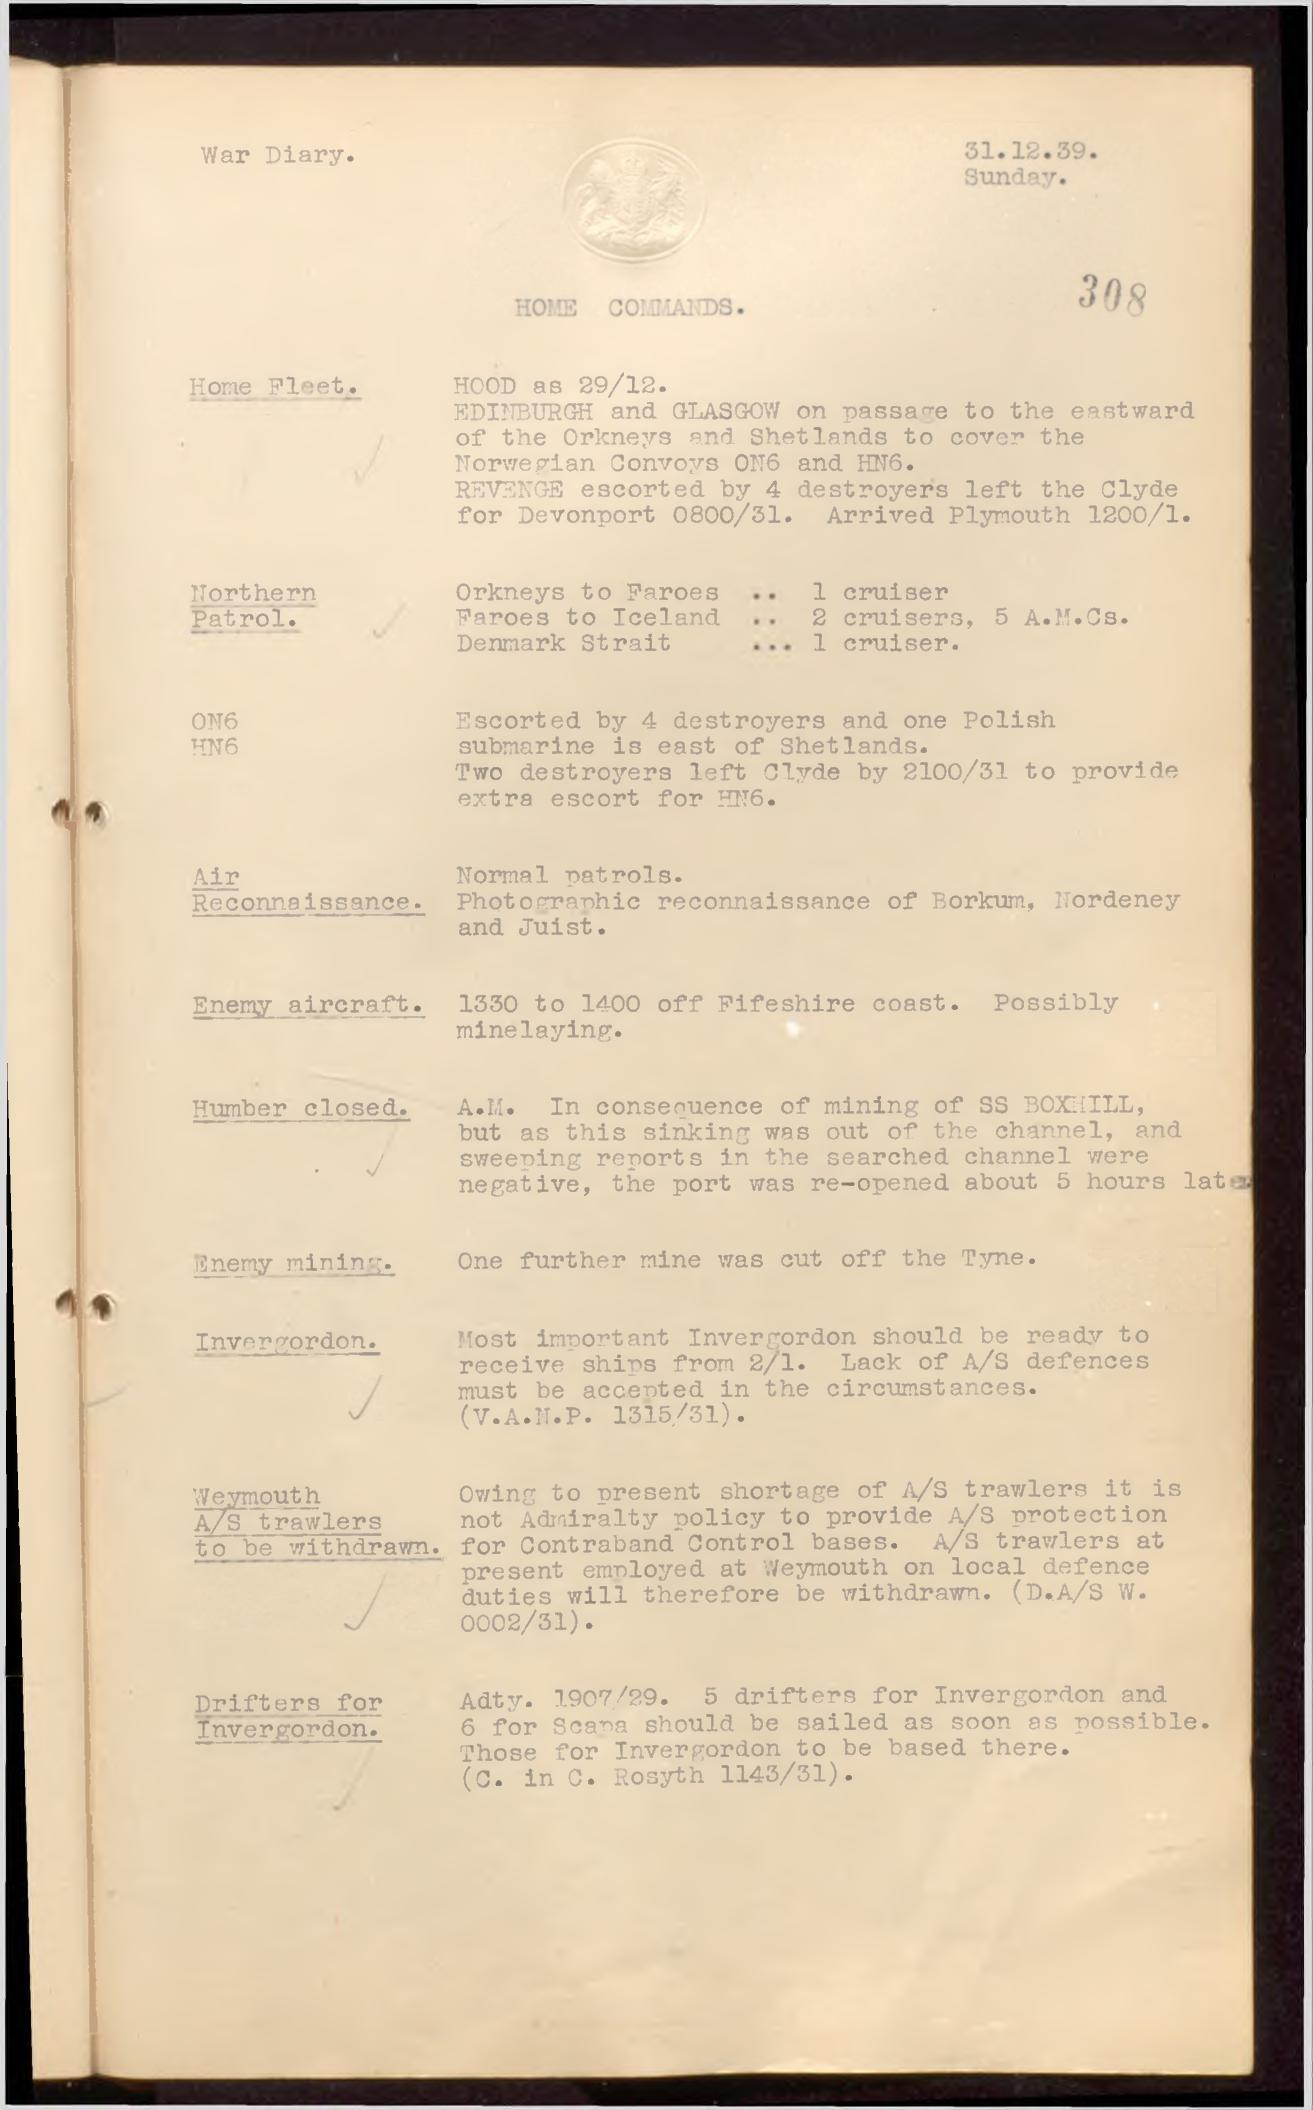 War Diary.
31.12.39.
Sunday.
308
HOME COMMANDS.
Home Fleet.
HOOD as 29/12.
EDINBURGH and GLASGOW on passage to the eastward
of the Orkneys and Shetlands to cover the
Norwegian Convoys ON6 and HN6.
REVENGE escorted by 4 destroyers left the Clyde
for Devonport 0800/31. Arrived Plymouth 1200/1.
Northern
Patrol.
Orkneys to Faroes .. 1 cruiser
Faroes to Iceland .. 2 cruisers, 5 A.M.Cs.
Denmark Strait ... 1 cruiser.
ON6
HN6
Escorted by 4 destroyers and one Polish
submarine is east of Shetlands.
Two destroyers left Clyde by 2100/31 to provide
extra escort for HN6.
Air
Reconnaissance.
Normal patrols.
Photographic reconnaissance of Borkum, Nordeney
and Juist.
Enemy aircraft.
1330 to 1400 off Fifeshire coast. Possibly
minelaying.
Humber closed.
A.M. In consequence of mining of SS BOXHILL,
but as this sinking was out of the channel, and
sweeping reports in the searched channel were
negative, the port was re-opened about 5 hours later
Enemy mining.
One further mine was cut off the Tyne.
Invergordon.
Most important Invergordon should be ready to
receive ships from 2/1. Lack of A/S defences
must be accepted in the circumstances.
(V.A.N.P. 1315/31).
Weymouth
A/S trawlers
to be withdrawn.
Owing to present shortage of A/S trawlers it is
not Admiralty policy to provide A/S protection
for Contraband Control bases. A/S trawlers at
present employed at Weymouth on local defence
duties will therefore be withdrawn. (D.A/S W.
0002/31).
Drifters for
Invergordon.
Adty. 1907/29. 5 drifters for Invergordon and
6 for Scapa should be sailed as soon as possible.
Those for Invergordon to be based there.
(C. in C. Rosyth 1143/31).